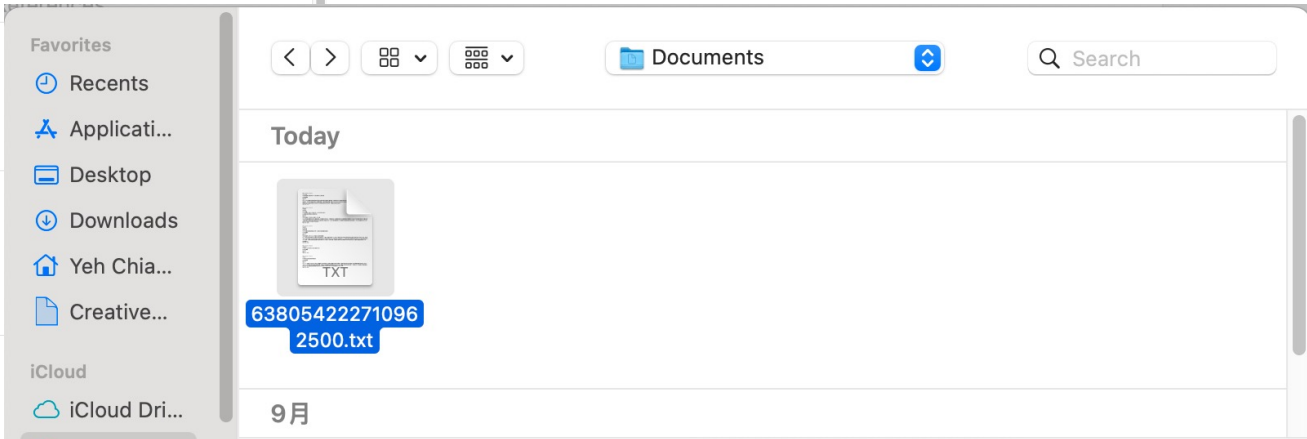 Favorites
Recents
Applicati...
Desktop
Downloads
Yeh Chia...
Creative...
iCloud
iCloud Dri...
Documents
Search
Today
TXT
63805422271096
2500.txt
9月